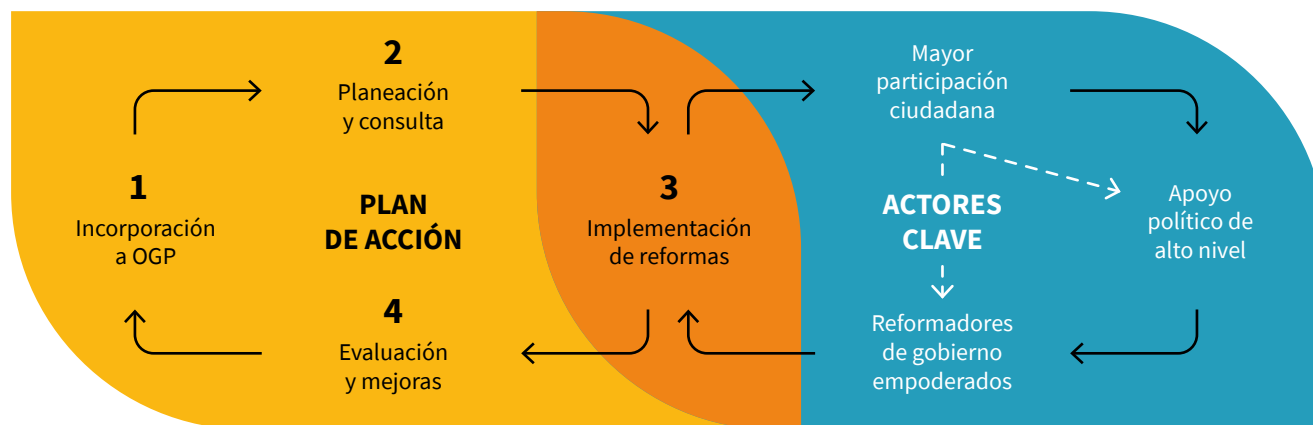 1
Incorporación
a OGP
2
Planeación
y consulta
PLAN
DE ACCIÓN
4
Evaluación
y mejoras
3
Implementación
de reformas
Mayor
participación
ciudadana
ACTORES
CLAVE
Reformadores
de gobierno
empoderados
Apoyo
político de
alto nivel